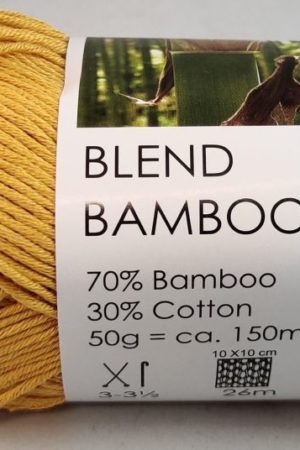 BLEND
BAMBOO
70% Bamboo
30% Cotton
50g = ca. 150m
10 X 10 cm
3-3½
26m